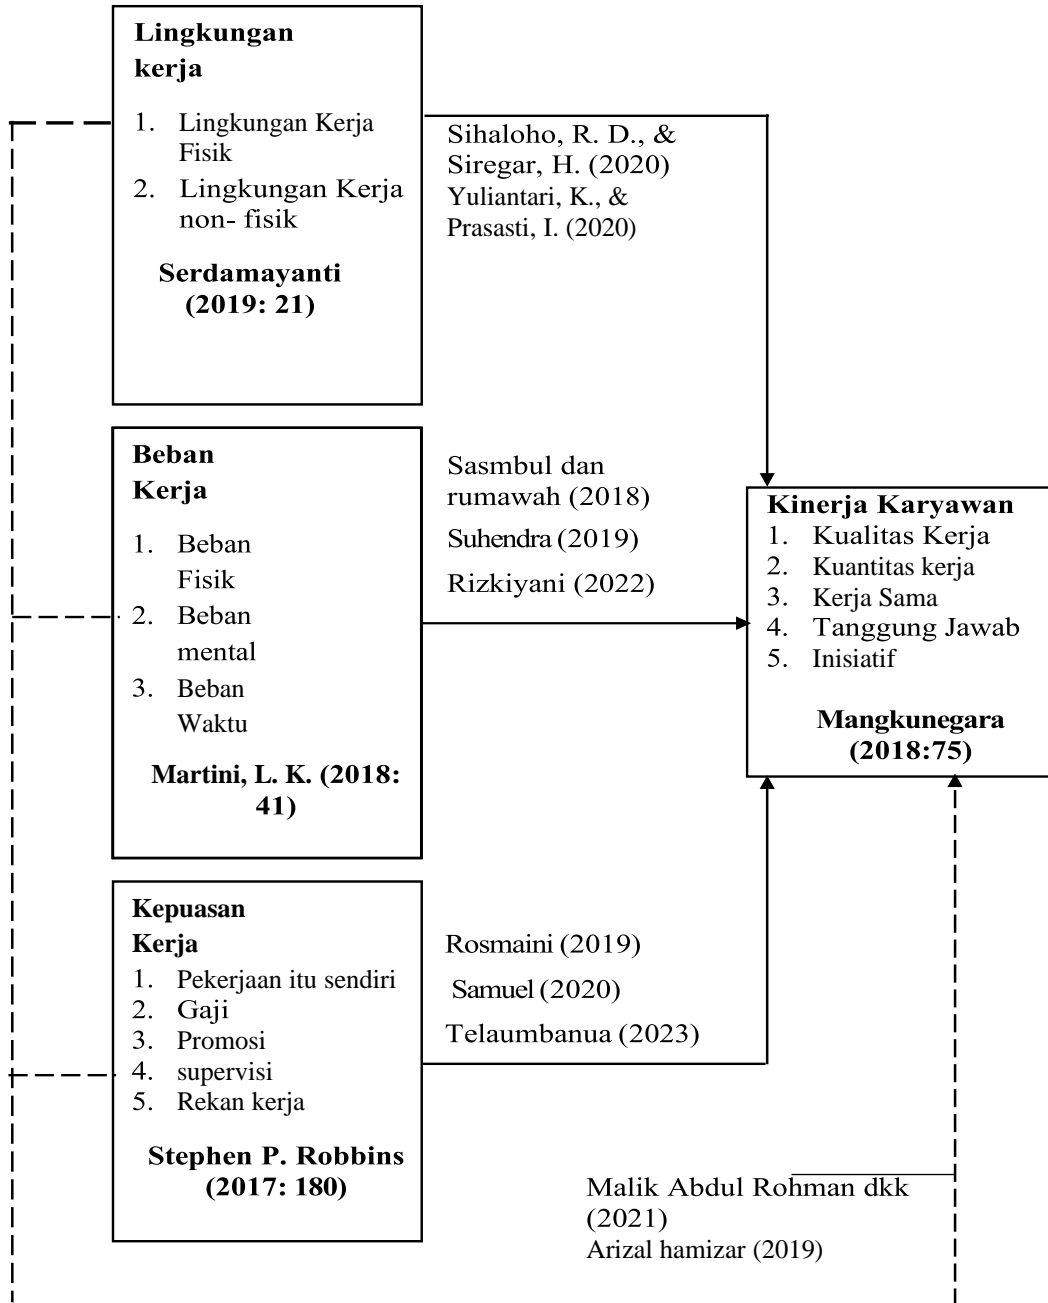 Lingkungan
kerja
1. Lingkungan Kerja
Fisik
2. Lingkungan Kerja
non- fisik
Serdamayanti
(2019: 21)
Sihaloho, R. D., &
Siregar, H. (2020)
Yuliantari, K., &
Prasasti, I. (2020)
Beban
Kerja
1. Beban
Fisik
2. Beban
mental
3. Beban
Waktu
Martini, L. K. (2018:
41)
Sasmbul dan
rumawah (2018)
Suhendra (2019)
Rizkiyani (2022)
Kinerja Karyawan
1. Kualitas Kerja
2. Kuantitas kerja
3. Kerja Sama
4. Tanggung Jawab
5. Inisiatif
Mangkunegara
(2018:75)
Kepuasan
Kerja
1. Pekerjaan itu sendiri
2. Gaji
3. Promosi
4. supervisi
5. Rekan kerja
Stephen P. Robbins
(2017: 180)
Rosmaini (2019)
Samuel (2020)
Telaumbanua (2023)
Malik Abdul Rohman dkk
(2021)
Arizal hamizar (2019)